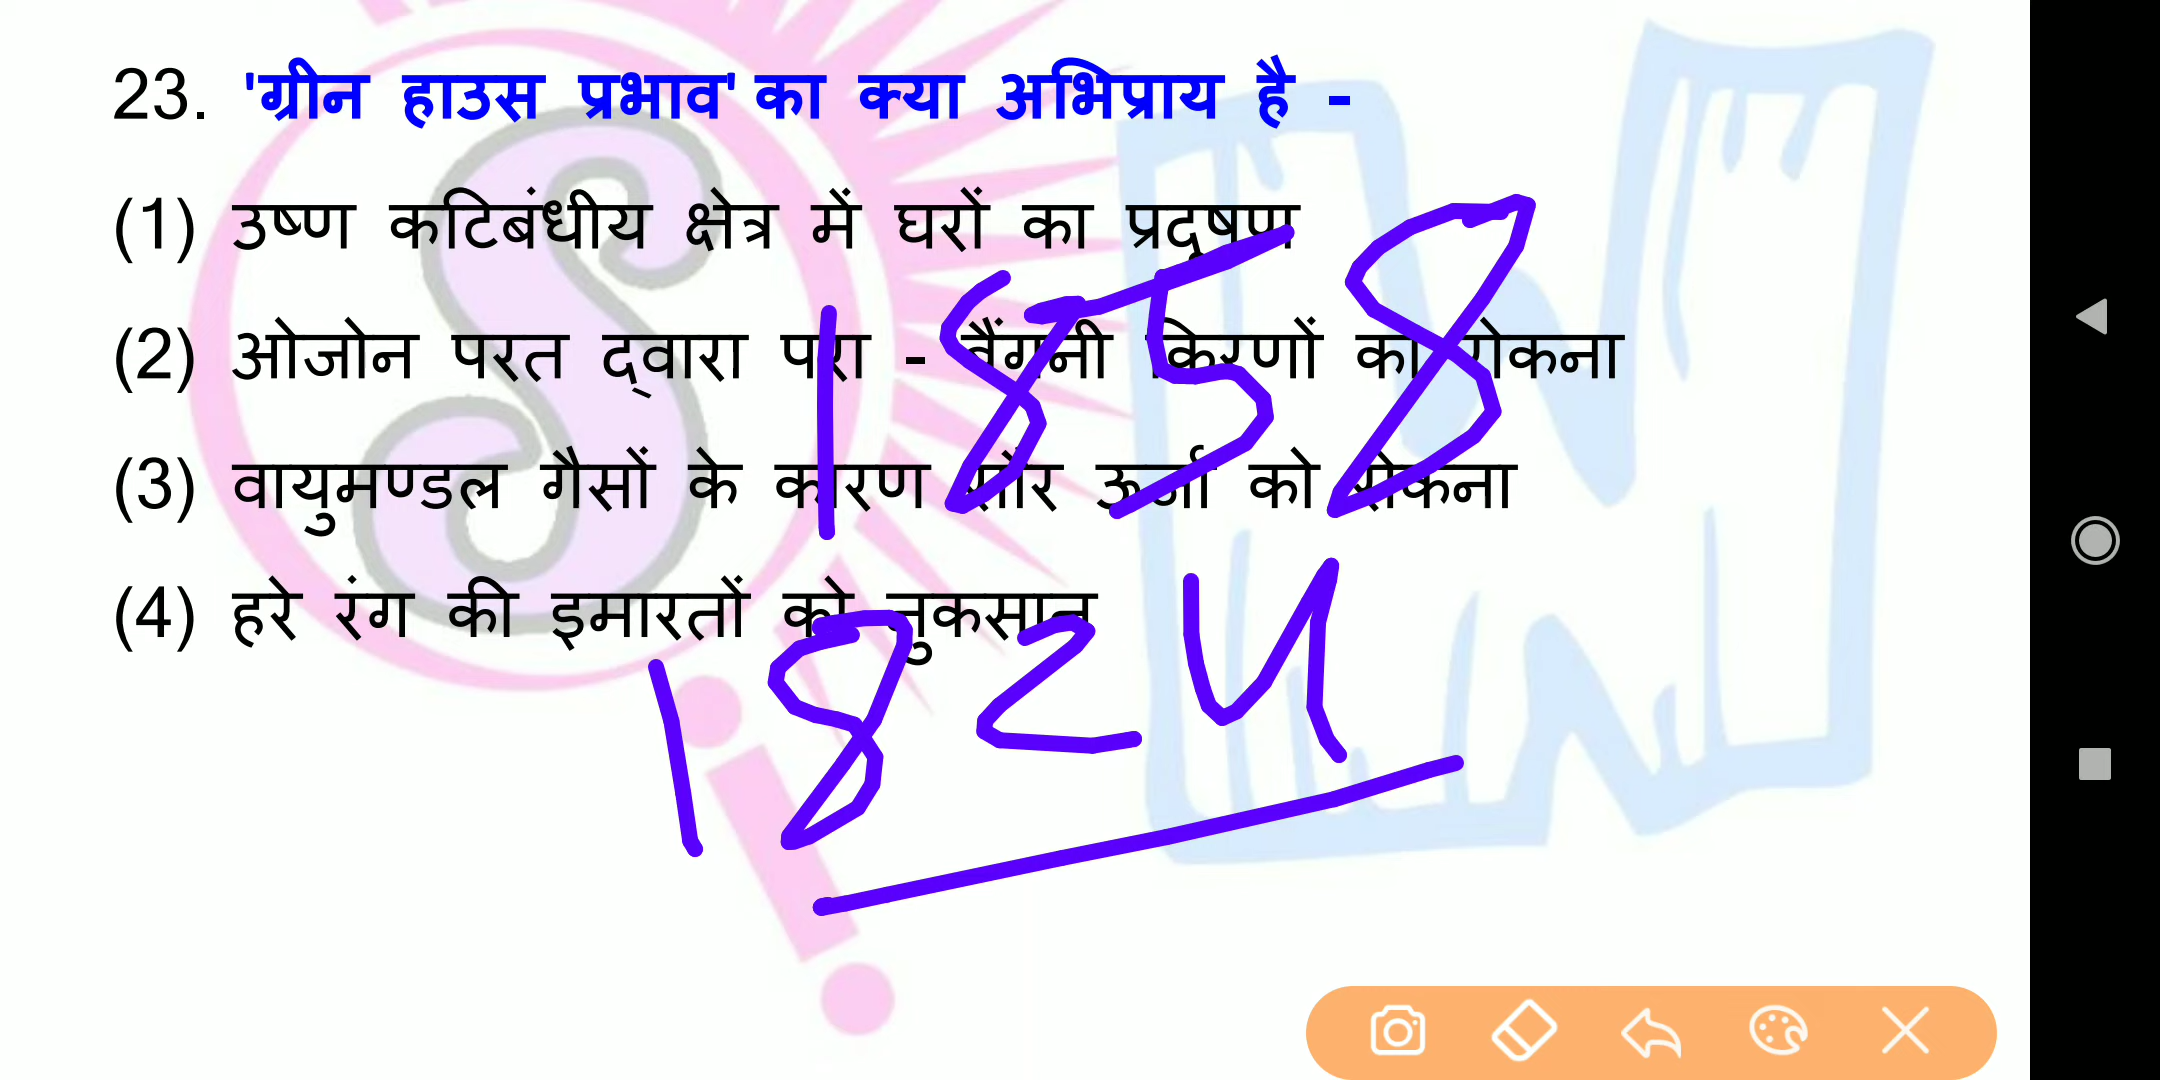 23. 'ग्रीन हाउस प्रभाव' का क्या अभिप्राय है -
(1) उष्ण कटिबंधीय क्षेत्र में घरों का प्रदूषण
(2) ओजोन परत द्वारा परा - वैंगनी किरणों का रोकना
(3) वायुमण्डल गैसों के कारण सौर ऊर्जा को रोकना
(4) हरे रंग की इमारतों को नुकसान
1858
1824